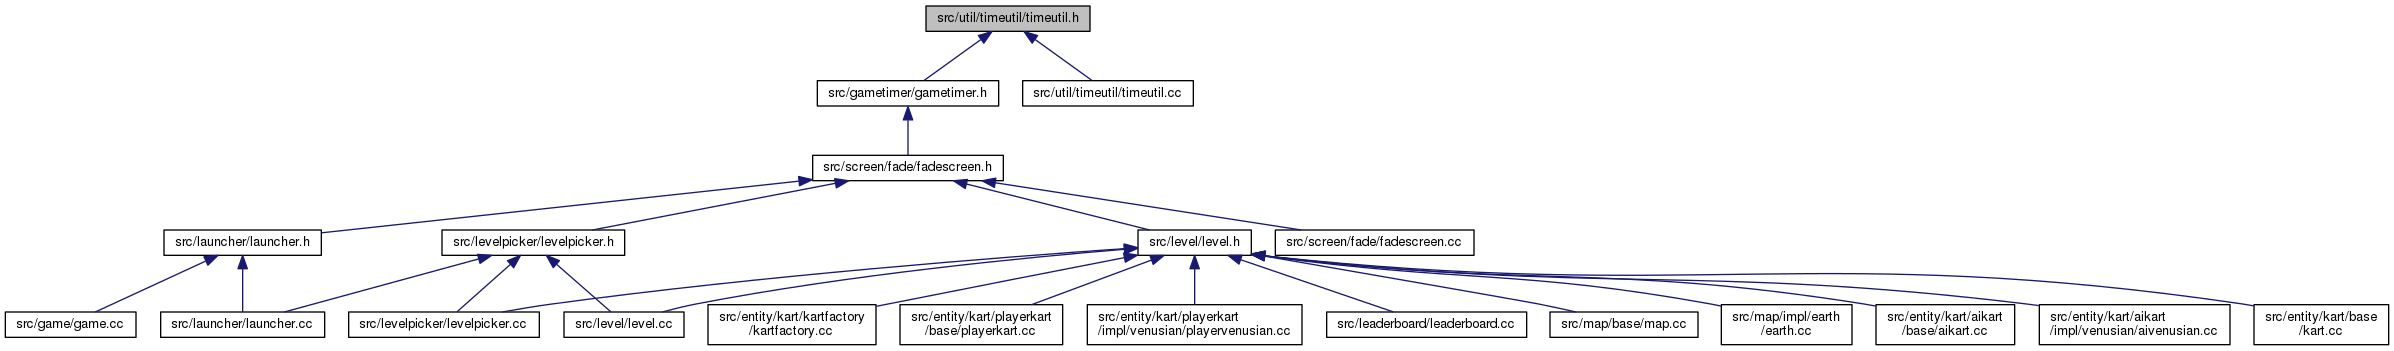 src/util/timeutil/timeutil.h
src/gametimer/gametimer.h
src/util/timeutil/timeutil.cc
src/screen/fade/fadescreen.h
src/launcher/launcher.h
src/levelpicker/levelpicker.h
src/level/level.h
src/screen/fade/fadescreen.cc
src/game/game.cc
src/launcher/launcher.cc
src/levelpicker/levelpicker.cc
src/level/level.cc
src/entity/kart/kartfactory
/kartfactory.cc
src/entity/kart/playerkart
/base/playerkart.cc
src/entity/kart/playerkart
/impl/venusian/playervenusian.cc
src/leaderboard/leaderboard.cc
src/map/base/map.cc
src/map/impl/earth
/earth.cc
src/entity/kart/aikart
/base/aikart.cc
src/entity/kart/aikart
/impl/venusian/aivenusian.cc
src/entity/kart/base
/kart.cc